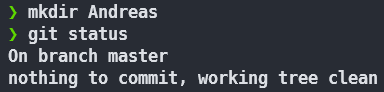 ❯ mkdir Andreas
❯ git status
On branch master
nothing to commit, working tree clean